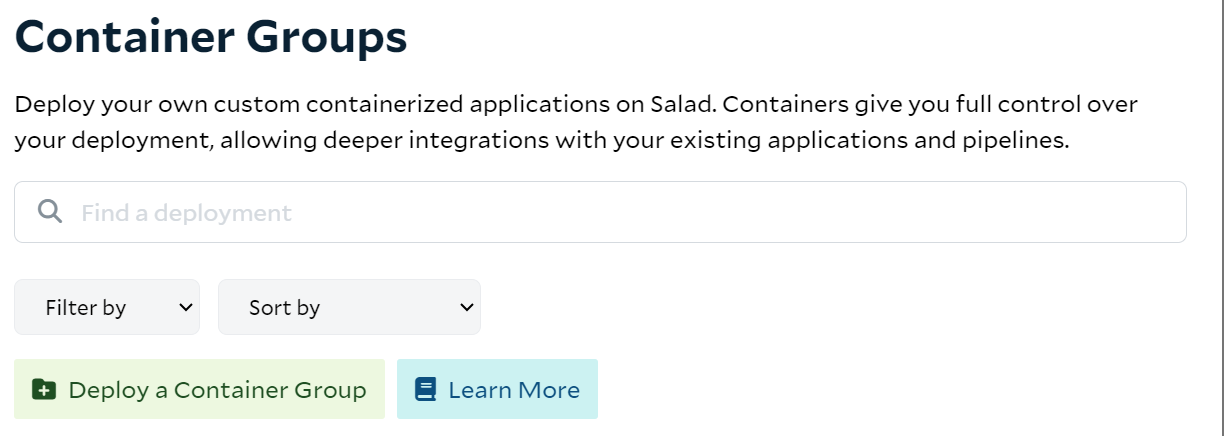 Container Groups
Deploy your own custom containerized applications on Salad. Containers give you full control over
your deployment, allowing deeper integrations with your existing applications and pipelines.
Find a deployment
Filter by
Sort by
Deploy a Container Group
Learn More